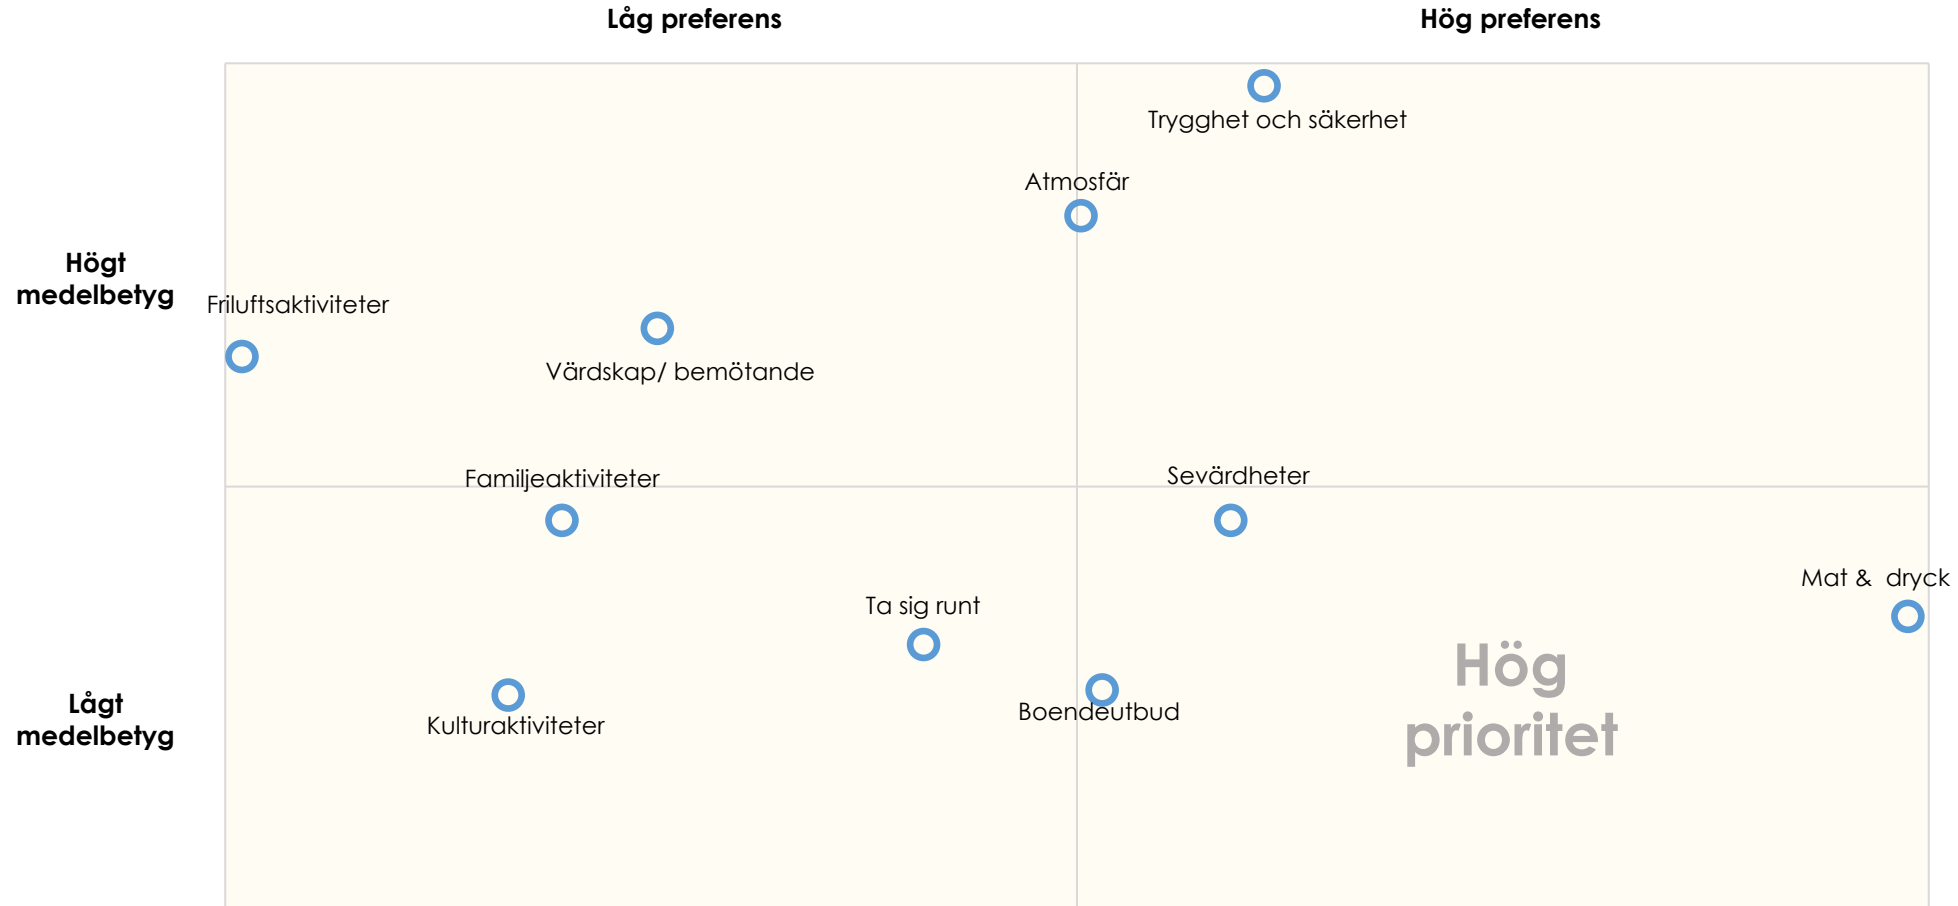 Låg preferens
Hög preferens
Trygghet och säkerhet
Atmosfär
Högt
medelbetyg
Friluftsaktiviteter
Värdskap/ bemötande
Familjeaktiviteter
Sevärdheter
Mat &  dryck
Ta sig runt
Hög
prioritet
Lågt
medelbetyg
Boendeutbud
Kulturaktiviteter